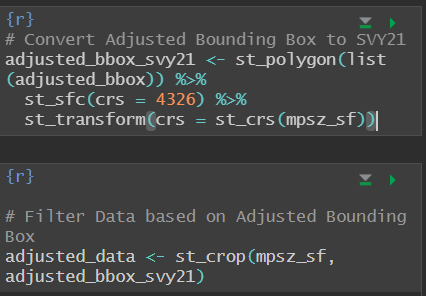 {r}
# Convert Adjusted Bounding Box to SVY21
adjusted_bbox_svy21 <- st_polygon(list
(adjusted_bbox)) %>%
  st_sfc(crs = 4326) %>%
  st_transform(crs = st_crs(mpsz_sf))
{r}
# Filter Data based on Adjusted Bounding
Box
adjusted_data <- st_crop(mpsz_sf,
adjusted_bbox_svy21)